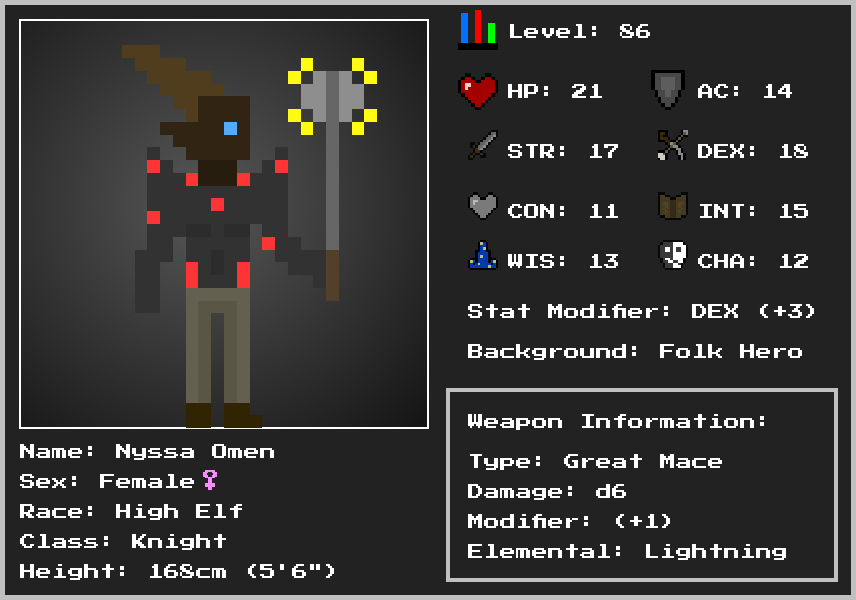 Level: 86
HP: 21
AC: 14
STR: 17
DEX: 18
CON: 11
INT: 15
WIS: 13
CHA: 12
Stat Modifier: DEX (+3)
Background: Folk Hero
Weapon Information:
Type: Great Mace
Damage: d6
Modifier: (+1)
Elemental: Lightning
Name: Nyssa Omen
Sex: Female♀
Race: High Elf
Class: Knight
Height: 168cm (5'6")